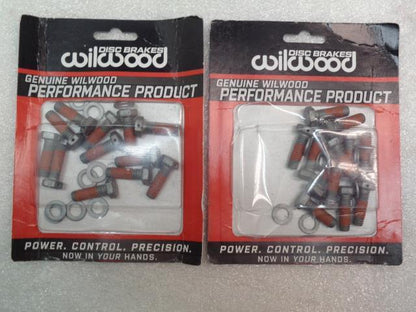 DISC BRAKES
wilwood
GENUINE WILWOOD
PERFORMANCE PRODUCT
POWER. CONTROL. PRECISION.
NOW IN YOUR HANDS.
DISC BRAKES
wilwood
GENUINE WILWOOD
PERFORMANCE PRODUCT
POWER. CONTROL. PRECISION.
NOW IN YOUR HANDS.